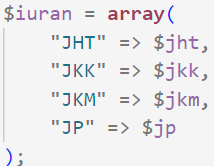 $iuran = array(
    "JHT" => $jht,
    "JKK" => $jkk,
    "JKM" => $jkm,
    "JP" => $jp
);